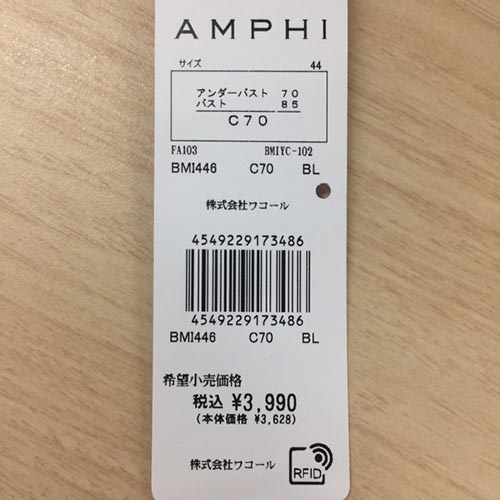 AMPHI
サイズ 44
アンダーバスト 70
バスト 85
C70
FA103 BMIYC-102
BMI446 C70 BL
株式会社ワコール
4549229173486
4549229173486
BMI446 C70 BL
希望小売価格
税込 ¥3,990
(本体価格 ¥3,628)
株式会社ワコール
RFID